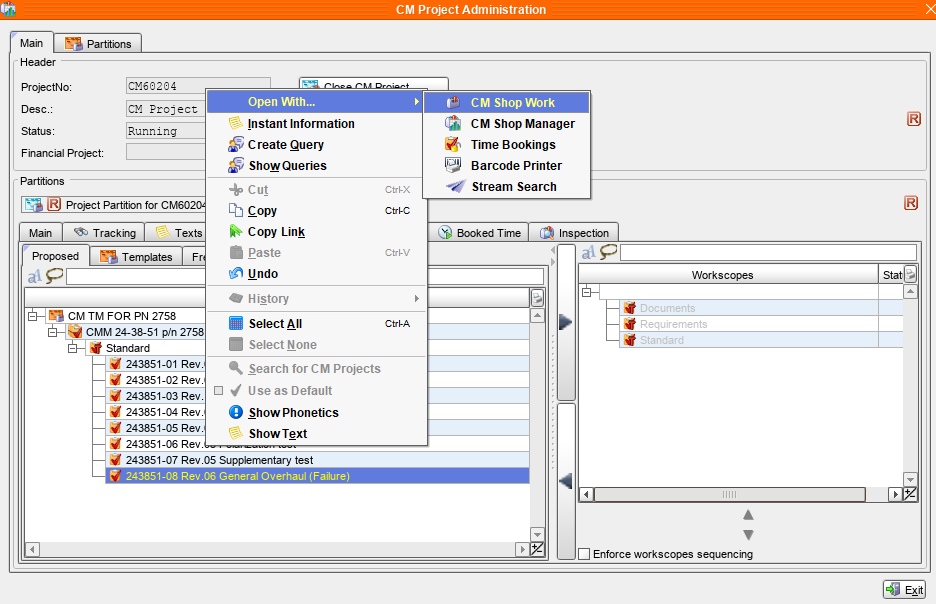 CM Project Administration
Main
Partitions
Header
ProjectNo:
CM60204
Close CM Project
Desc.:
CM Project
Status:
Running
Financial Project:
Open With...
Instant Information
Create Query
Show Queries
Cut Ctrl-X
Copy Ctrl-C
Copy Link
Paste Ctrl-V
Undo
History
Select All Ctrl-A
Select None
Search for CM Projects
Use as Default
Show Phonetics
Show Text
CM Shop Work
CM Shop Manager
Time Bookings
Barcode Printer
Stream Search
R
Partitions
R Project Partition for CM60204
R
Main
Tracking
Texts
Booked Time
Inspection
Proposed
Templates
Fre
aI
CM TM FOR PN 2758
CMM 24-38-51 p/n 2758
Standard
243851-01 Rev.
243851-02 Rev.
243851-03 Rev.
243851-04 Rev.
243851-05 Rev.
243851-06 Rev.
243851-07 Rev.05 Supplementary test
243851-08 Rev.06 General Overhaul (Failure)
aI
Workscopes
Stat
Documents
Requirements
Standard
Enforce workscopes sequencing
Exit